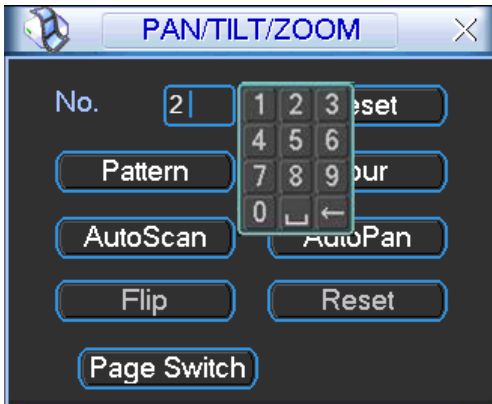 PAN/TILT/ZOOM
No. 2
1 2 3
4 5 6
7 8 9
0 ←
Pattern
AutoScan AutoPan
Flip Reset
Page Switch